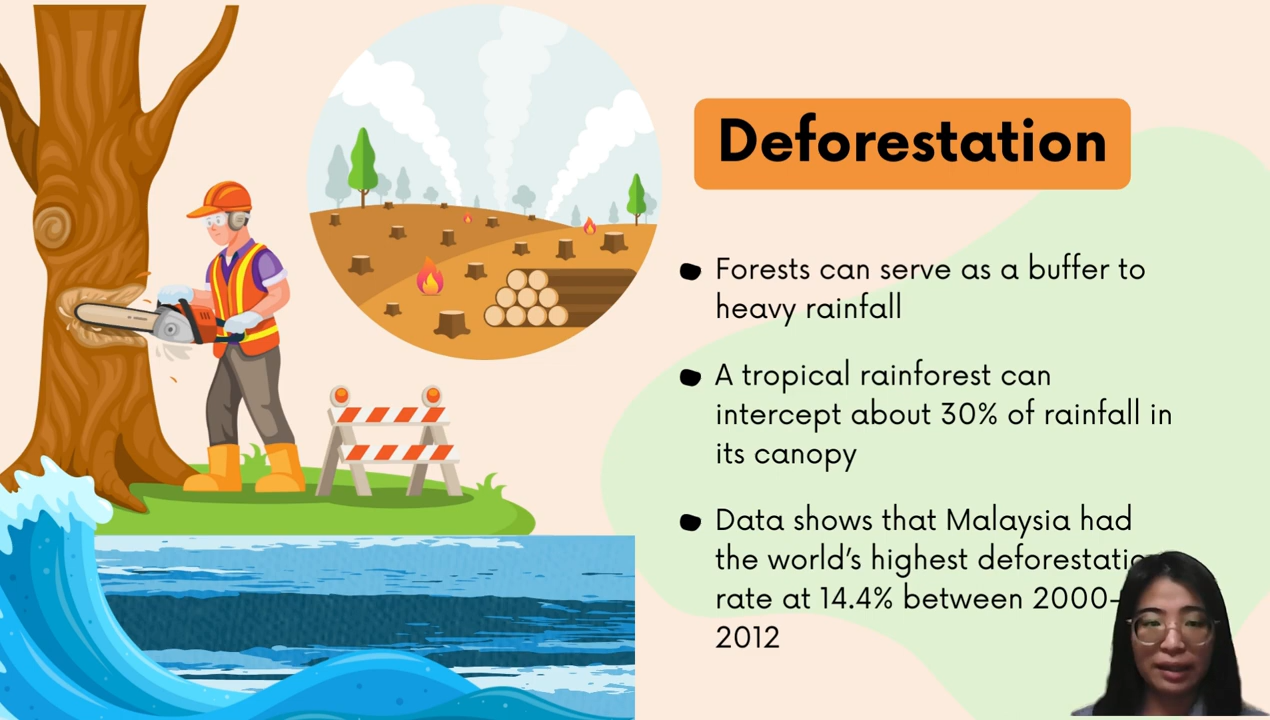 Deforestation
Forests can serve as a buffer to
heavy rainfall
A tropical rainforest can
intercept about 30% of rainfall in
its canopy
Data shows that Malaysia had
the world's highest
rate at 14.4% between 2000-
2012